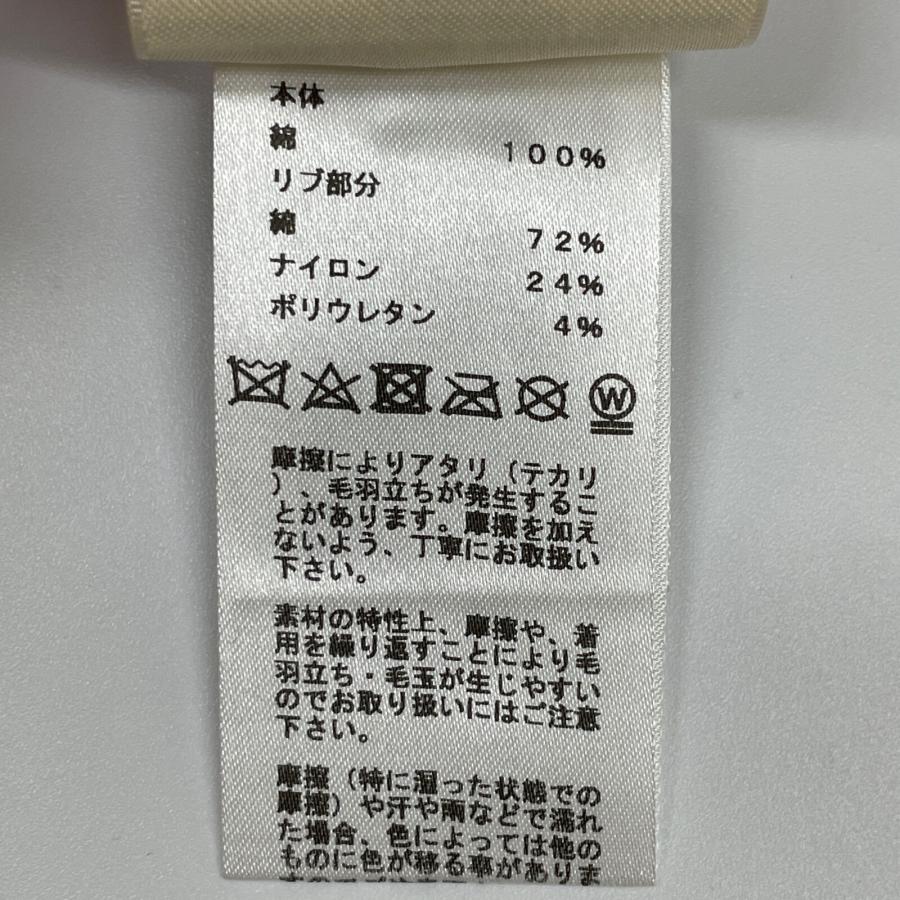 本体
綿 １００％
リブ部分
綿 ７２％
ナイロン ２４％
ポリウレタン ４％
W
摩擦によりアタリ（テカリ
）、毛羽立ちが発生するこ
とがあります。摩擦を加え
ないよう、丁寧にお取扱い
下さい。
素材の特性上、摩擦や、着
用を繰り返すことにより毛
羽立ち・毛玉が生じやすい
のでお取り扱いにはご注意
下さい。
摩擦（特に湿った状態での
摩擦）や汗や雨などで濡れ
た場合、色によっては他の
ものに色が移る事がありま